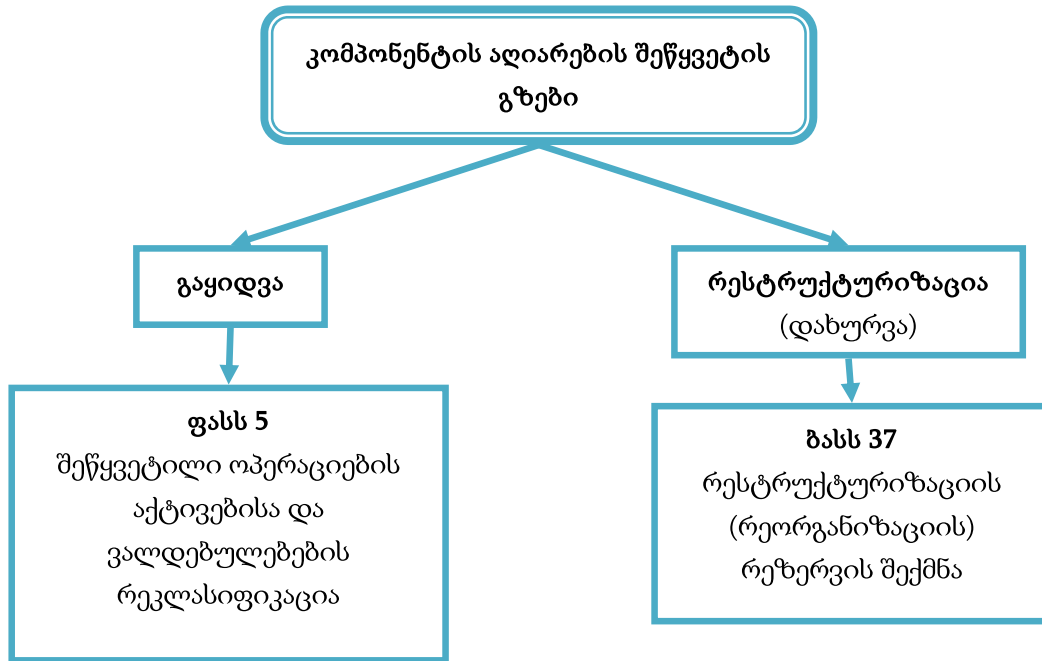 კომპონენტის აღიარების შეწყვეტის
გზები
გაყიდვა
რესტრუქტურიზაცია
(დახურვა)
ფასს 5
შეწყვეტილი ოპერაციების
აქტივებისა და
ვალდებულებების
რეკლასიფიკაცია
ბასს 37
რესტრუქტურიზაციის
(რეორგანიზაციის)
რეზერვის შექმნა